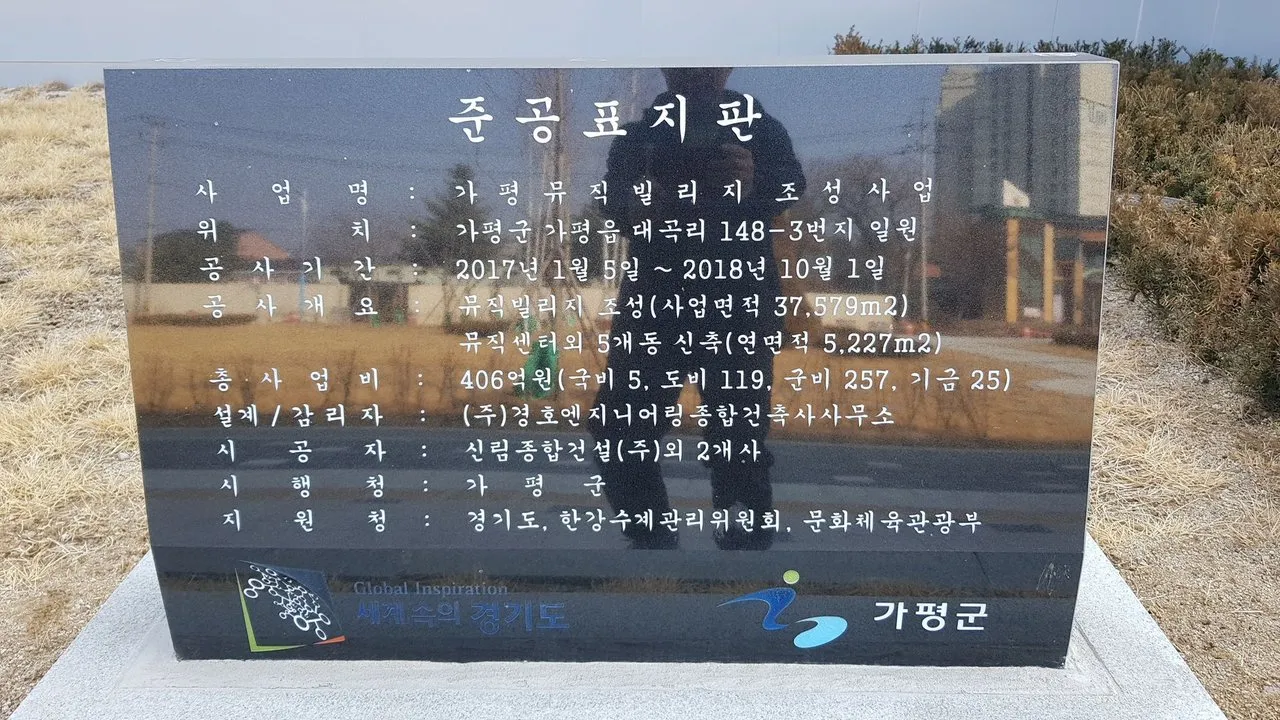 준공표지판
사업명 : 가평뮤직빌리지 조성사업
위치 : 가평군 가평읍 대곡리 148-3번지 일원
공사기간 : 2017년 1월 5일 ~ 2018년 10월 1일
공사개요 : 뮤직빌리지 조성(사업면적 37,579m2)
뮤직센터외 5개동 신축(연면적 5,227m2)
총사업비 : 406억원(국비 5, 도비 119, 군비 257, 기금 25)
설계/감리자 : (주)경호엔지니어링종합건축사사무소
시공자 : 신림종합건설(주)외 2개사
시행청 : 가평군
지원청 : 경기도, 한강수계관리위원회, 문화체육관광부
Global Inspiration
세계속의 경기도
가평군